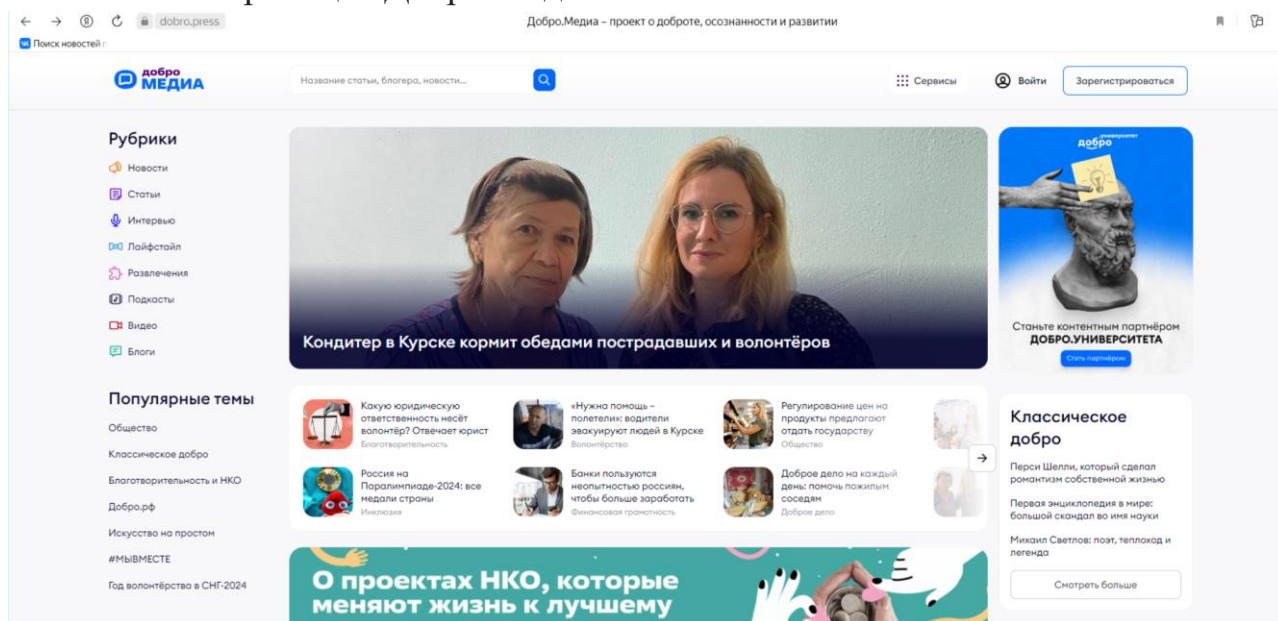 dobro.press
Добро.Медиа – проект о доброте, осознанности и развитии
Поиск новостей
добро
МЕДИА
Название статьи, блогера, новости...
Сервисы
Войти
Зарегистрироваться
Рубрики
Новости
Статьи
Интервью
Лайфстайл
Развлечения
Подкасты
Видео
Блоги
Популярные темы
Общество
Классическое добро
Благотворительность и НКО
Добро.рф
Искусство на простом
#МЫВМЕСТЕ
Год волонтёрства в СНГ-2024
Кондитер в Курске кормит обедами пострадавших и волонтёров
Какую юридическую
ответственность несёт
волонтёр? Отвечает юрист
Благотворительность
«Нужна помощь –
полетели»: водители
эвакуируют людей в Курске
Волонтёрство
Регулирование цен на
продукты предлагают
отдать государству
Общество
Россия на
Паралимпиаде-2024: все
медали страны
Инклюзия
Банки пользуются
неопытностью россиян,
чтобы больше заработать
Финансовая грамотность
Доброе дело на каждый
день: помочь пожилым
соседям
Доброе дело
О проектах НКО, которые
меняют жизнь к лучшему
университет
добро
Станьте контентным партнёром
ДОБРО.УНИВЕРСИТЕТА
Стать партнёром
Классическое
добро
Перси Шелли, который сделал
романтизм собственной жизнью
Первая энциклопедия в мире:
большой скандал во имя науки
Михаил Светлов: поэт, теплоход и
легенда
Смотреть больше